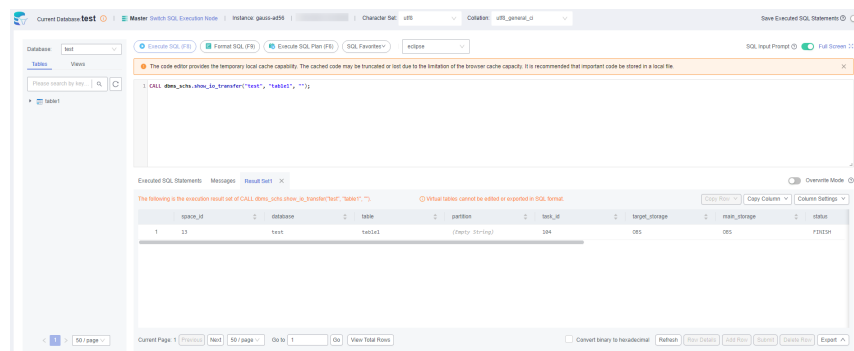 Current Database: test | Master Switch SQL Execution Node | Instance: gauss-ad55 | Character Set: utf8 Collation: utf8_general_ci Save Executed SQL Statements
Database: test
Execute SQL (F8) Format SQL (F9) Execute SQL Plan (F6) SQL Favorites eclipse SQL Input Prompt Full Screen
Tables Views
The code editor provides the temporary local cache capability. The cached code may be truncated or lost due to the limitation of the browser cache capacity. It is recommended that important code be stored in a local file.
Please search by key
1 CALL dbms_schs.show_io_transfer("test", "table1", "");
table1
Executed SQL Statements Messages Result Set1 Overwrite Mode
The following is the execution result set of CALL dbms_schs.show_io_transfer("test", "table1", ""). Virtual tables cannot be edited or exported in SQL format. Copy Row Copy Column Column Settings
space_id database table partition task_id target_storage main_storage status
1 13 test table1 (Empty String) 104 OBS OBS FINISH
1 50 / page
Current Page: 1 Previous Next 50 / page Go to 1 Go View Total Rows Convert binary to hexadecimal Refresh Row Details Add Row Submit Delete Row Export